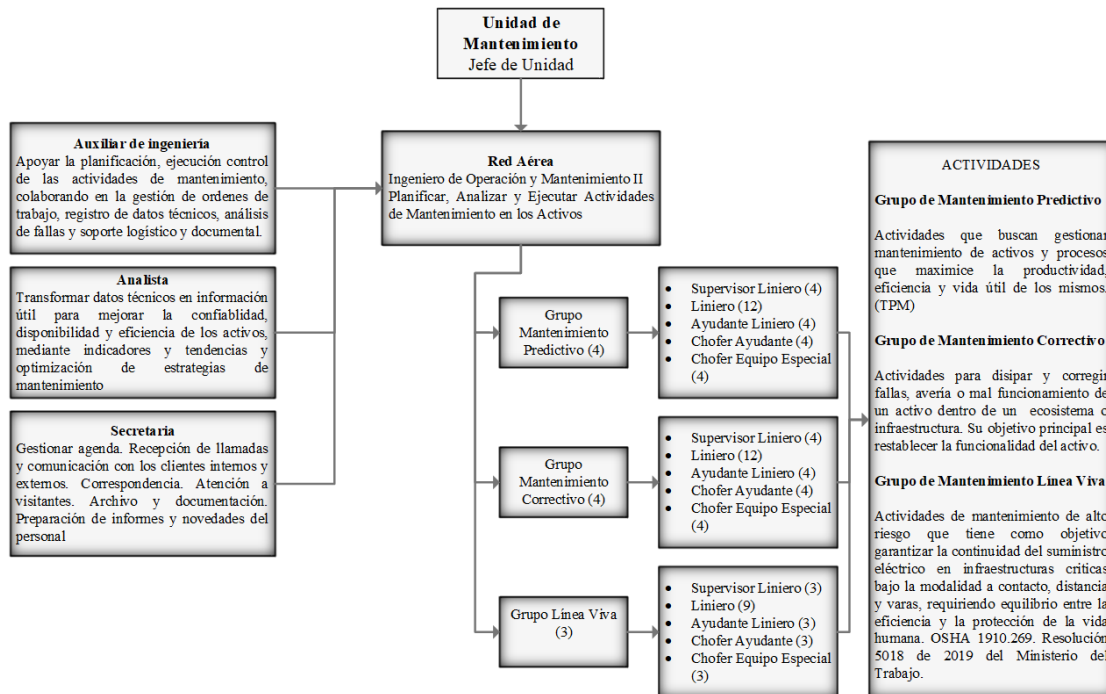 Unidad de
Mantenimiento
Jefe de Unidad
Auxiliar de ingeniería
Apoyar la planificación, ejecución control
de las actividades de mantenimiento,
colaborando en la gestión de ordenes de
trabajo, registro de datos técnicos, análisis
de fallas y soporte logístico y documental.
Analista
Transformar datos técnicos en información
útil para mejorar la confiablidad,
disponibilidad y eficiencia de los activos,
mediante indicadores y tendencias y
optimización de estrategias de
mantenimiento
Secretaria
Gestionar agenda. Recepción de llamadas
y comunicación con los clientes internos y
externos. Correspondencia. Atención a
visitantes. Archivo y documentación.
Preparación de informes y novedades del
personal
Red Aérea
Ingeniero de Operación y Mantenimiento II
Planificar, Analizar y Ejecutar Actividades
de Mantenimiento en los Activos
Grupo
Mantenimiento
Predictivo (4)
• Supervisor Liniero (4)
• Liniero (12)
• Ayudante Liniero (4)
• Chofer Ayudante (4)
• Chofer Equipo Especial
(4)
Grupo
Mantenimiento
Correctivo (4)
• Supervisor Liniero (4)
• Liniero (12)
• Ayudante Liniero (4)
• Chofer Ayudante (4)
• Chofer Equipo Especial
(4)
Grupo Línea Viva
(3)
• Supervisor Liniero (3)
• Liniero (9)
• Ayudante Liniero (3)
• Chofer Ayudante (3)
• Chofer Equipo Especial
(3)
ACTIVIDADES
Grupo de Mantenimiento Predictivo
Actividades que buscan gestionar
mantenimiento de activos y procesos
que maximice la productividad,
eficiencia y vida útil de los mismos.
(TPM)
Grupo de Mantenimiento Correctivo
Actividades para disipar y corregir
fallas, avería o mal funcionamiento de
un activo dentro de un ecosistema o
infraestructura. Su objetivo principal es
restablecer la funcionalidad del activo.
Grupo de Mantenimiento Línea Viva
Actividades de mantenimiento de alto
riesgo que tiene como objetivo
garantizar la continuidad del suministro
eléctrico en infraestructuras criticas
bajo la modalidad a contacto, distancia
y varas, requiriendo equilibrio entre la
eficiencia y la protección de la vida
humana. OSHA 1910.269. Resolución
5018 de 2019 del Ministerio del
Trabajo.